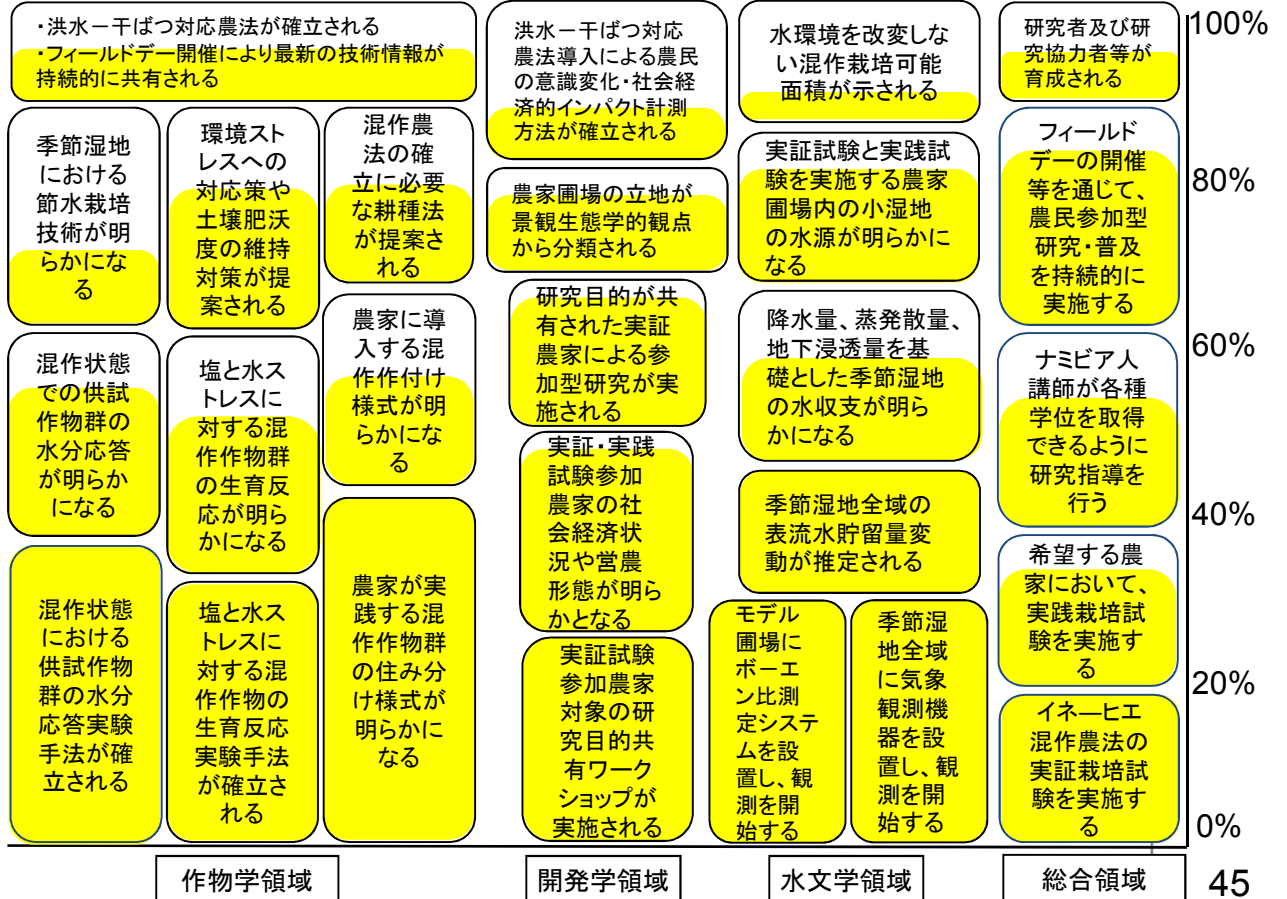 ・洪水－干ばつ対応農法が確立される
・フィールドデー開催により最新の技術情報が
持続的に共有される
季節湿地
における
節水栽培
技術が明
らかにな
る
環境スト
レスへの
対応策や
土壌肥沃
度の維持
対策が提
案される
混作農
法の確
立に必要
な耕種法
が提案さ
れる
混作状態
での供試
作物群の
水分応答
が明らか
になる
塩と水ス
トレスに
対する混
作作物群
の生育反
応が明ら
かになる
農家に導
入する混
作作付け
様式が明
らかにな
る
混作状態
における
供試作物
群の水分
応答実験
手法が確
立される
塩と水ス
トレスに
対する混
作作物の
生育反応
実験手法
が確立さ
れる
農家が実
践する混
作作物群
の住み分
け様式が
明らかに
なる
洪水－干ばつ対応
農法導入による農民
の意識変化・社会経
済的インパクト計測
方法が確立される
農家圃場の立地が
景観生態学的観点
から分類される
研究目的が共
有された実証
農家による参
加型研究が実
施される
実証・実践
試験参加
農家の社
会経済状
況や営農
形態が明ら
かとなる
実証試験
参加農家
対象の研
究目的共
有ワーク
ショップが
実施される
水環境を改変しな
い混作栽培可能
面積が示される
実証試験と実践試
験を実施する農家
圃場内の小湿地
の水源が明らかに
なる
降水量、蒸発散量、
地下浸透量を基
礎とした季節湿地
の水収支が明ら
かになる
季節湿地全域の
表流水貯留量変
動が推定される
モデル
圃場に
ボーエ
ン比測
定システ
ムを設
置し、観
測を開
始する
季節湿
地全域
に気象
観測機
器を設
置し、観
測を開
始する
研究者及び研
究協力者等が
育成される
フィールド
デーの開催
等を通じて、
農民参加型
研究・普及
を持続的に
実施する
ナミビア人
講師が各種
学位を取得
できるように
研究指導を
行う
希望する農
家において、
実践栽培試
験を実施す
る
イネ―ヒエ
混作農法の
実証栽培試
験を実施す
る
100%
80%
60%
40%
20%
0%
作物学領域
開発学領域
水文学領域
総合領域
45